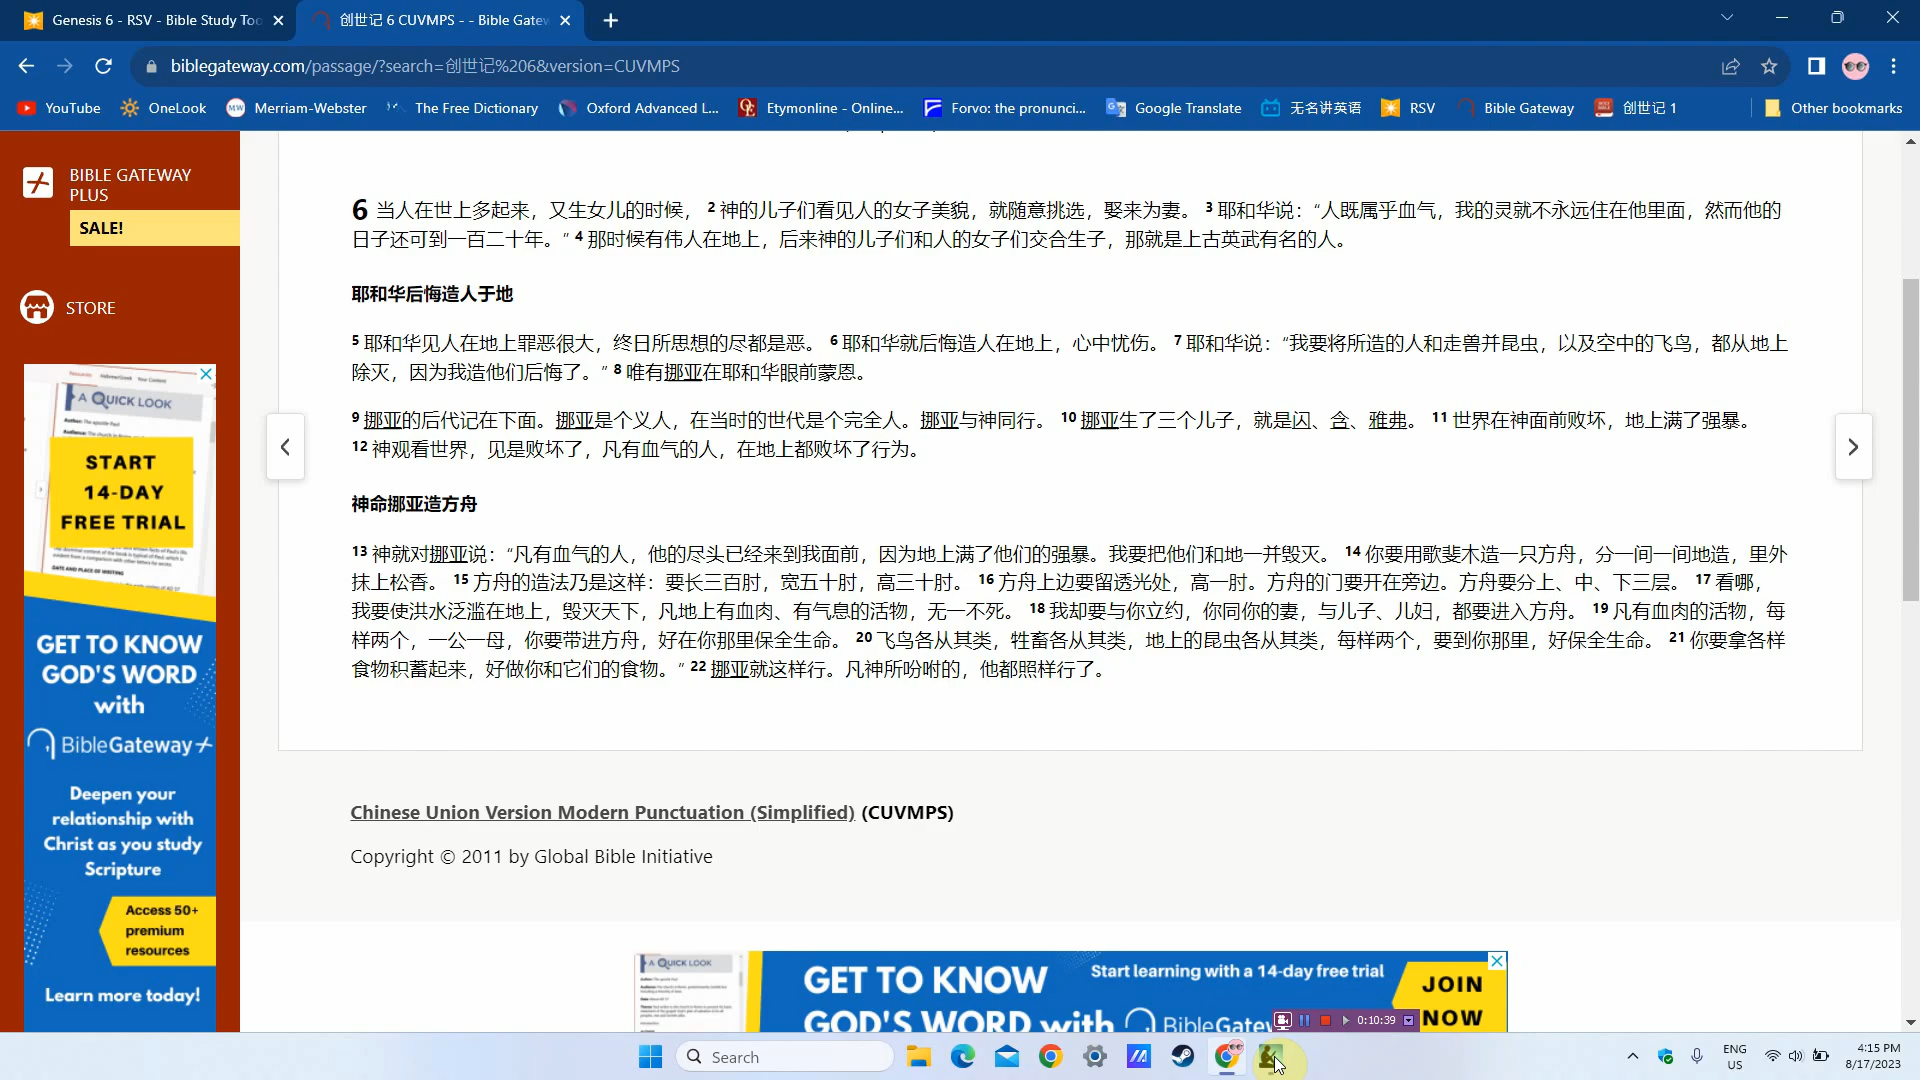 Genesis 6 - RSV - Bible Study Too
创世记 6 CUVMPS - - Bible Gatew
biblegateway.com/passage/?search=创世记%206&version=CUVMPS
YouTube
OneLook
Merriam-Webster
The Free Dictionary
Oxford Advanced L...
Etymonline - Online...
Forvo: the pronunci...
Google Translate
无名讲英语
RSV
Bible Gateway
创世记 1
Other bookmarks
BIBLE GATEWAY
PLUS
SALE!
STORE
A QUICK LOOK
START
14-DAY
FREE TRIAL
GET TO KNOW
GOD'S WORD
with
BibleGateway+
Deepen your
relationship with
Christ as you study
Scripture
Access 50+
premium
resources
Learn more today!
6 当人在世上多起来，又生女儿的时候， 2 神的儿子们看见人的女子美貌，就随意挑选，娶来为妻。 3 耶和华说：“人既属乎血气，我的灵就不永远住在他里面，然而他的
日子还可到一百二十年。” 4 那时候有伟人在地上，后来神的儿子们和人的女子们交合生子，那就是上古英武有名的人。
耶和华后悔造人于地
5 耶和华见人在地上罪恶很大，终日所思想的尽都是恶。 6 耶和华就后悔造人在地上，心中忧伤。 7 耶和华说：“我要将所造的人和走兽并昆虫，以及空中的飞鸟，都从地上
除灭，因为我造他们后悔了。” 8 唯有挪亚在耶和华眼前蒙恩。
9 挪亚的后代记在下面。挪亚是个义人，在当时的世代是个完全人。挪亚与神同行。 10 挪亚生了三个儿子，就是闪、含、雅弗。 11 世界在神面前败坏，地上满了强暴。
12 神观看世界，见是败坏了，凡有血气的人，在地上都败坏了行为。
神命挪亚造方舟
13 神就对挪亚说：“凡有血气的人，他的尽头已经来到我面前，因为地上满了他们的强暴。我要把他们和地一并毁灭。 14 你要用歌斐木造一只方舟，分一间一间地造，里外
抹上松香。 15 方舟的造法乃是这样：要长三百肘，宽五十肘，高三十肘。 16 方舟上边要留透光处，高一肘。方舟的门要开在旁边。方舟要分上、中、下三层。 17 看哪，
我要使洪水泛滥在地上，毁灭天下，凡地上有血肉、有气息的活物，无一不死。 18 我却要与你立约，你同你的妻，与儿子、儿妇，都要进入方舟。 19 凡有血肉的活物，每
样两个，一公一母，你要带进方舟，好在你那里保全生命。 20 飞鸟各从其类，牲畜各从其类，地上的昆虫各从其类，每样两个，要到你那里，好保全生命。 21 你要拿各样
食物积蓄起来，好做你和它们的食物。” 22 挪亚就这样行。凡神所吩咐的，他都照样行了。
Chinese Union Version Modern Punctuation (Simplified) (CUVMPS)
Copyright © 2011 by Global Bible Initiative
A QUICK LOOK
GET TO KNOW
GOD'S WORD with
Start learning with a 14-day free trial
BibleGatew
JOIN
NOW
0:10:39
Search
ENG
US
4:15 PM
8/17/2023